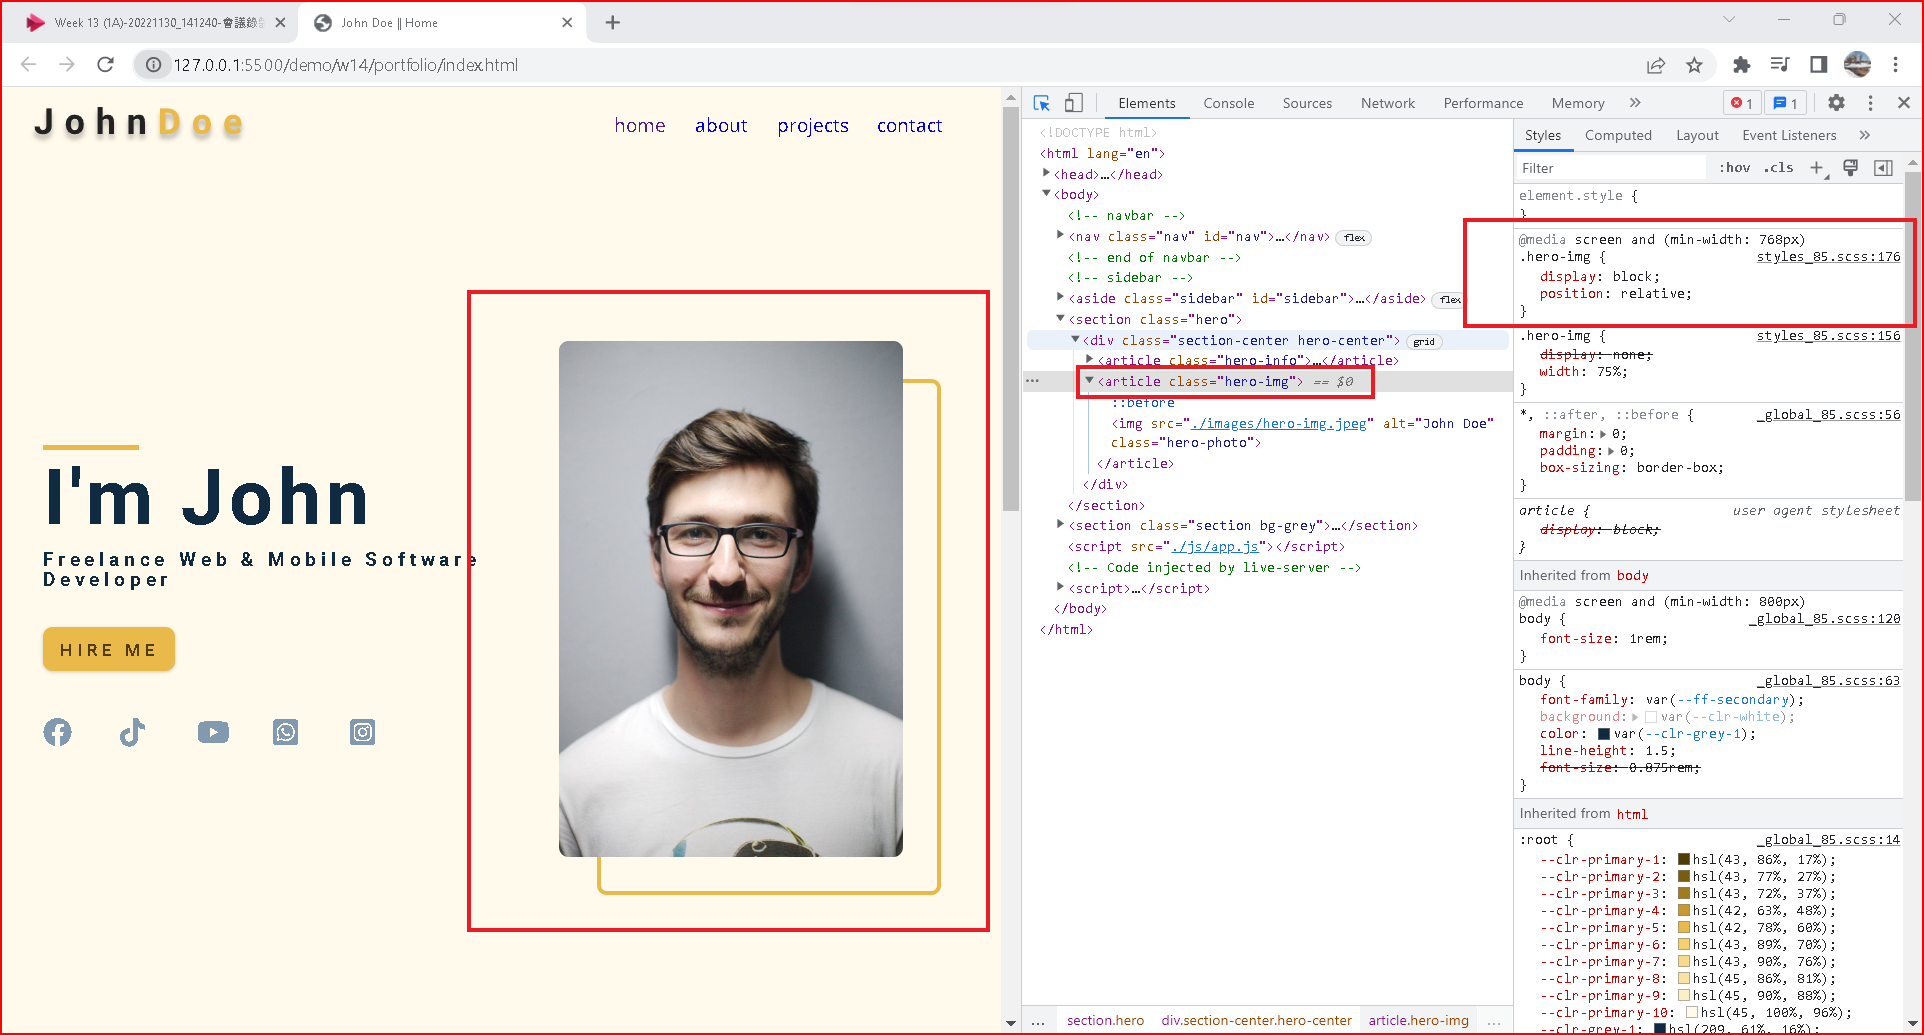 Week 13 (1A)-20221130_141240-會議錄
John Doe || Home
127.0.0.1:5500/demo/w14/portfolio/index.html
JohnDoe
home about projects contact
I'm John
Freelance Web & Mobile Software
Developer
HIRE ME
Elements Console Sources Network Performance Memory » 1 1
<!DOCTYPE html>
<html lang="en">
<head>…</head>
<body>
<!-- navbar -->
<nav class="nav" id="nav">…</nav> flex
<!-- end of navbar -->
<!-- sidebar -->
<aside class="sidebar" id="sidebar">…</aside> flex
<section class="hero">
<div class="section-center hero-center"> grid
<article class="hero-info">…</article>
<article class="hero-img"> == $0
::before
<img src="./images/hero-img.jpeg" alt="John Doe"
class="hero-photo">
</article>
</div>
</section>
<section class="section bg-grey">…</section>
<script src="./js/app.js"></script>
<!-- Code injected by live-server -->
<script>…</script>
</body>
</html>
... section.hero div.section-center.hero-center article.hero-img ...
Styles Computed Layout Event Listeners »
Filter :hov .cls +
element.style {
}
@media screen and (min-width: 768px)
.hero-img { styles_85.scss:176
display: block;
position: relative;
}
.hero-img { styles_85.scss:156
display: none;
width: 75%;
}
*, ::after, ::before { _global_85.scss:56
margin: 0;
padding: 0;
box-sizing: border-box;
}
article { user agent stylesheet
display: block;
}
Inherited from body
@media screen and (min-width: 800px)
body { _global_85.scss:120
font-size: 1rem;
}
body { _global_85.scss:63
font-family: var(--ff-secondary);
background: var(--clr-white);
color: var(--clr-grey-1);
line-height: 1.5;
font-size: 0.875rem;
}
Inherited from html
:root { _global_85.scss:14
--clr-primary-1: hsl(43, 86%, 17%);
--clr-primary-2: hsl(43, 77%, 27%);
--clr-primary-3: hsl(43, 72%, 37%);
--clr-primary-4: hsl(42, 63%, 48%);
--clr-primary-5: hsl(42, 78%, 60%);
--clr-primary-6: hsl(43, 89%, 70%);
--clr-primary-7: hsl(43, 90%, 76%);
--clr-primary-8: hsl(45, 86%, 81%);
--clr-primary-9: hsl(45, 90%, 88%);
--clr-primary-10: hsl(45, 100%, 96%);
--clr-grey-1: hsl(209, 61%, 16%);